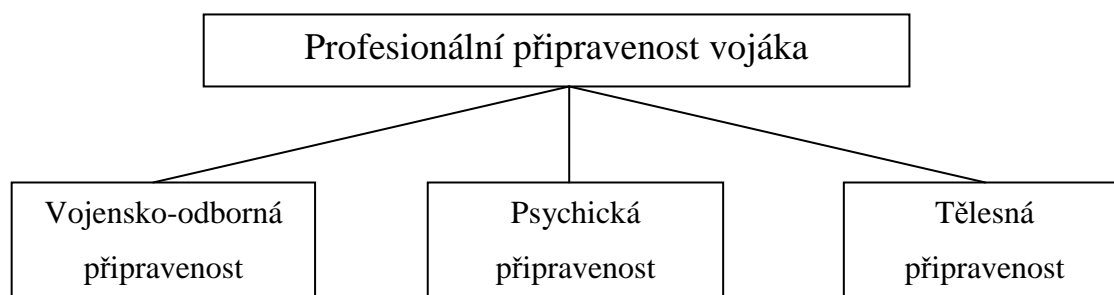 Profesionální připravenost vojáka
Vojensko-odborná
připravenost
Psychická
připravenost
Tělesná
připravenost